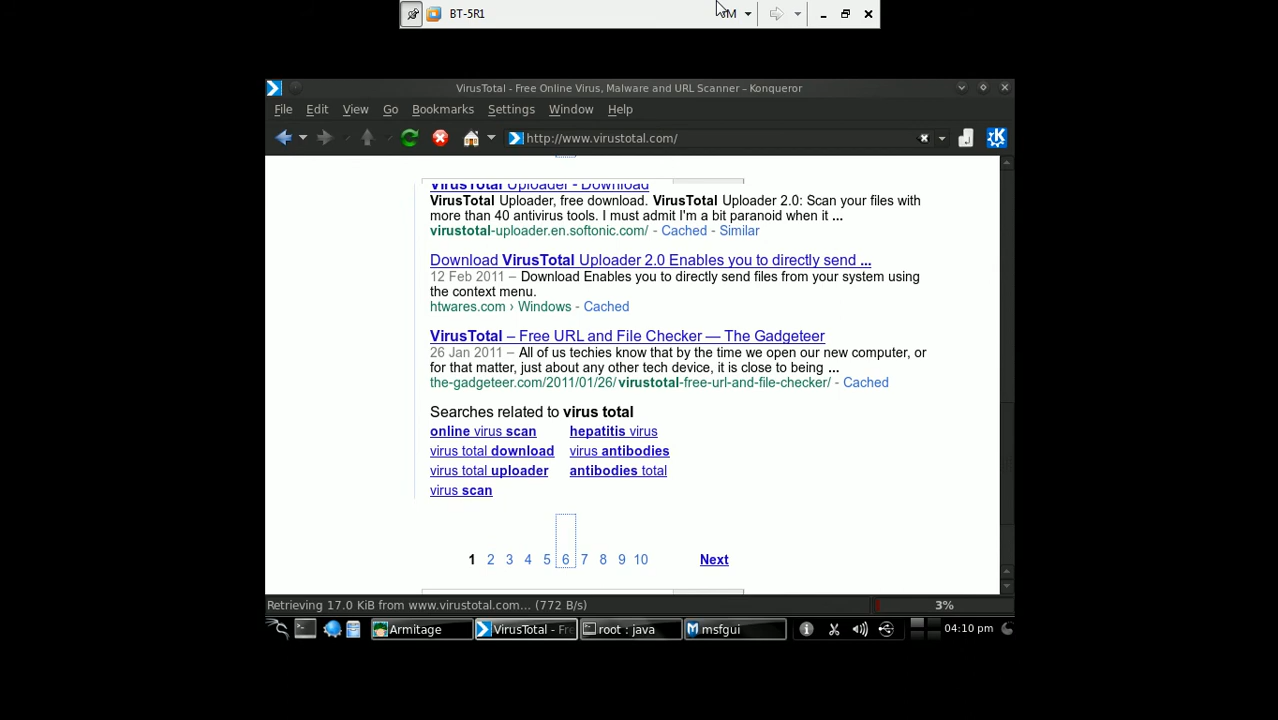 BT-5R1
VirusTotal - Free Online Virus, Malware and URL Scanner – Konqueror
File Edit View Go Bookmarks Settings Window Help
http://www.virustotal.com/
VirusTotal Uploader - Download
VirusTotal Uploader, free download. VirusTotal Uploader 2.0: Scan your files with
more than 40 antivirus tools. I must admit I'm a bit paranoid when it ...
virustotal-uploader.en.softonic.com/ - Cached - Similar
Download VirusTotal Uploader 2.0 Enables you to directly send ...
12 Feb 2011 – Download Enables you to directly send files from your system using
the context menu.
htwares.com › Windows - Cached
VirusTotal – Free URL and File Checker — The Gadgeteer
26 Jan 2011 – All of us techies know that by the time we open our new computer, or
for that matter, just about any other tech device, it is close to being ...
the-gadgeteer.com/2011/01/26/virustotal-free-url-and-file-checker/ - Cached
Searches related to virus total
online virus scan hepatitis virus
virus total download virus antibodies
virus total uploader antibodies total
virus scan
1 2 3 4 5 6 7 8 9 10 Next
Retrieving 17.0 KiB from www.virustotal.com... (772 B/s) 3%
Armitage VirusTotal - Fre root : java msfgui 04:10 pm